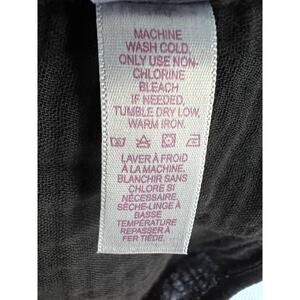 MACHINE
WASH COLD,
ONLY USE NON-
CHLORINE
BLEACH
IF NEEDED,
TUMBLE DRY LOW,
WARM IRON.
LAVER À FROID
À LA MACHINE,
BLANCHIR SANS
CHLORE SI
NÉCESSAIRE,
SÈCHE-LINGE À
BASSE
TEMPÉRATURE
REPASSER À
FER TIÈDE.